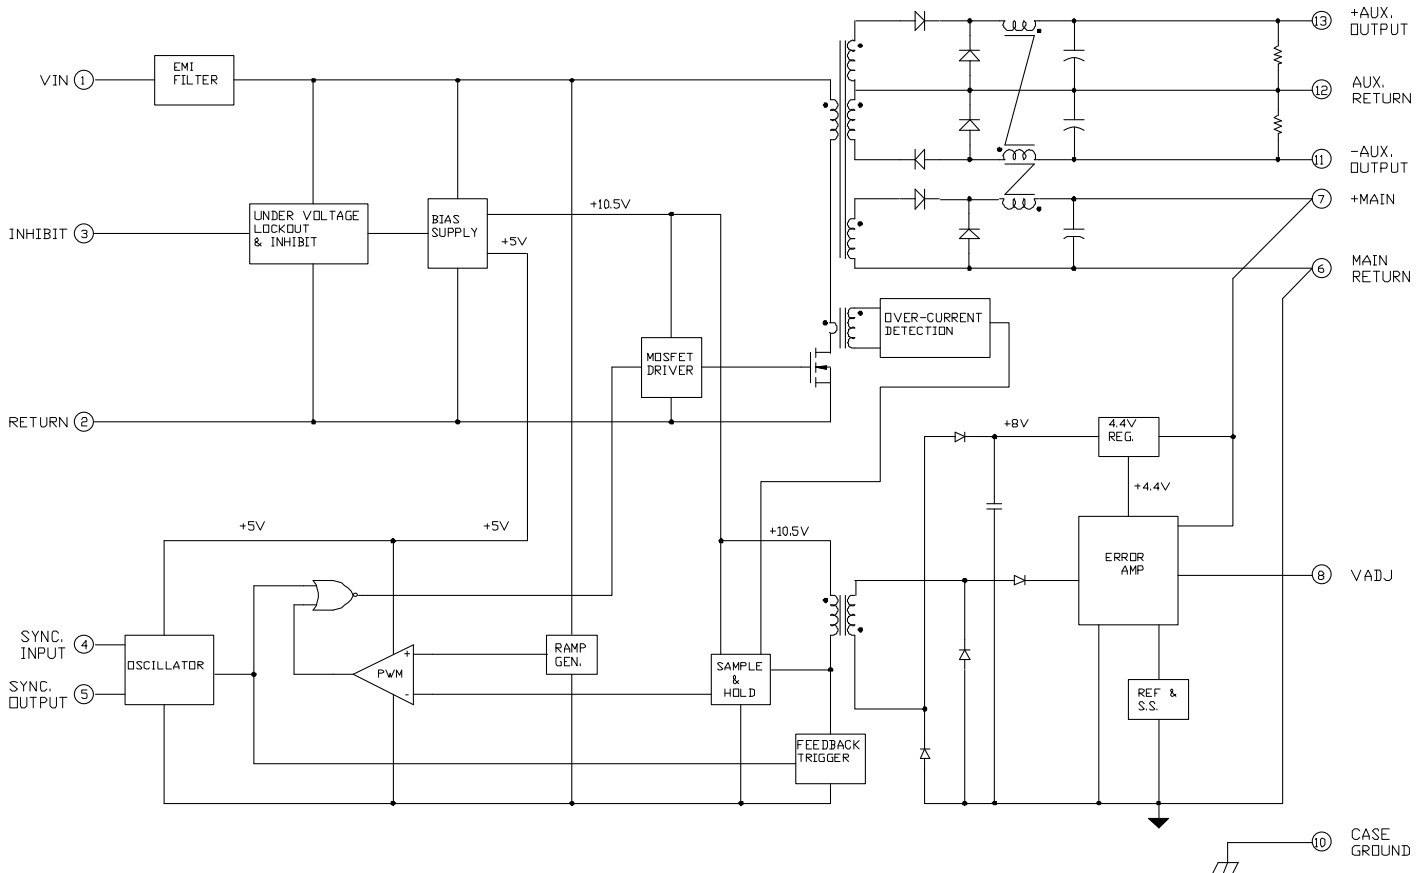 13
+AUX.
OUTPUT
EMI
FILTER
VIN
1
12
AUX.
RETURN
11
-AUX.
OUTPUT
+10.5V
7
+MAIN
UNDER VOLTAGE
LOCKOUT
& INHIBIT
BIAS
SUPPLY
INHIBIT
3
+5V
6
MAIN
RETURN
OVER-CURRENT
DETECTION
MOSFET
DRIVER
RETURN
2
+8V
4.4V
REG.
+4.4V
+5V
+5V
+10.5V
ERROR
AMP
8
VADJ
SYNC.
INPUT
4
OSCILLATOR
+
PWM
-
RAMP
GEN.
SAMPLE
&
HOLD
SYNC.
OUTPUT
5
REF &
S.S.
FEEDBACK
TRIGGER
10
CASE
GROUND